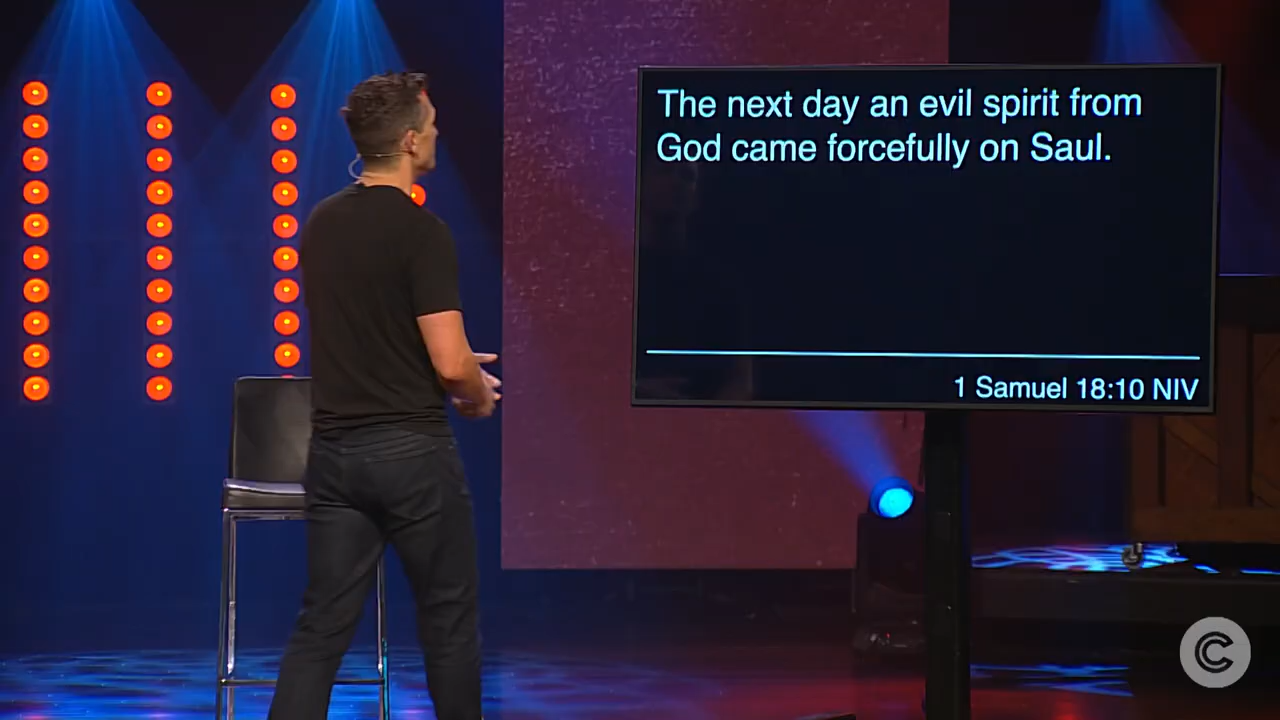 The next day an evil spirit from
God came forcefully on Saul.
1 Samuel 18:10 NIV
C